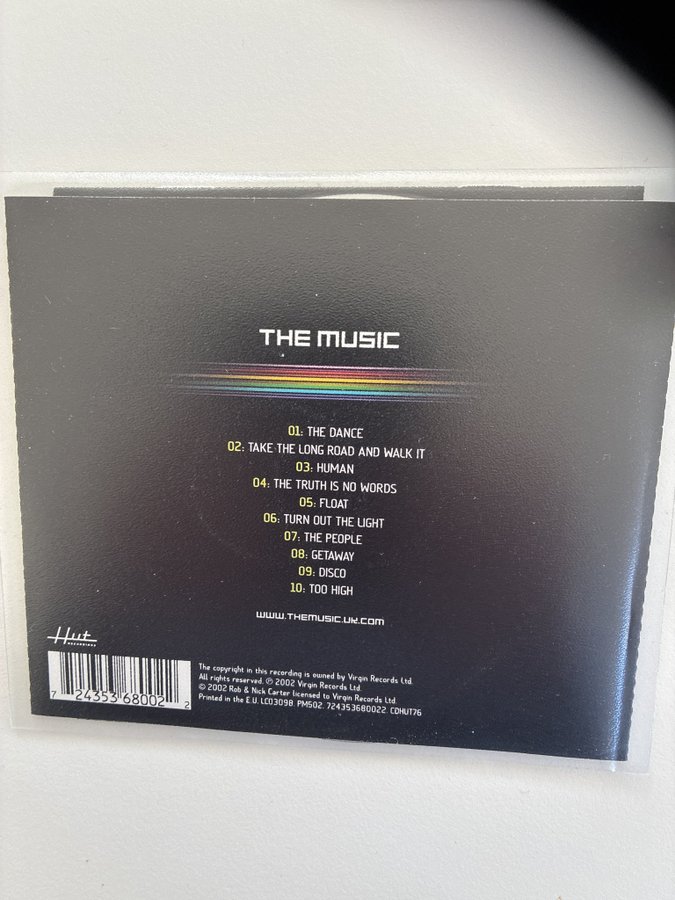 THE MUSIC
01: THE DANCE
02: TAKE THE LONG ROAD AND WALK IT
03: HUMAN
04: THE TRUTH IS NO WORDS
05: FLOAT
06: TURN OUT THE LIGHT
07: THE PEOPLE
08: GETAWAY
09: DISCO
10: TOO HIGH
WWW.THEMUSIC.UK.COM
Hut
RECORDINGS
7 24353 68002 2
The copyright in this recording is owned by Virgin Records Ltd.
All rights reserved. ℗ 2002 Virgin Records Ltd.
© 2002 Rob & Nick Carter licensed to Virgin Records Ltd.
Printed in the E.U. LC03098. PM502. 724353680022. CDHUT76